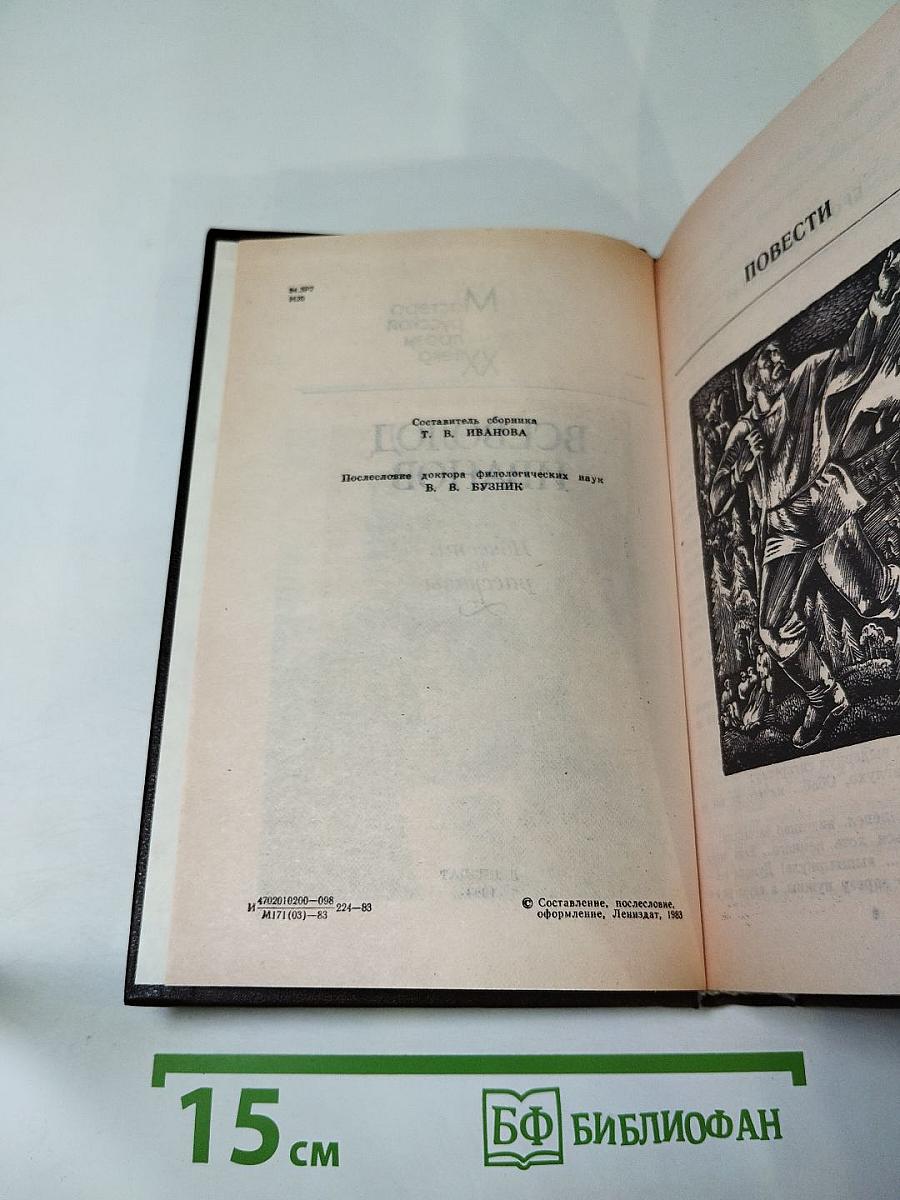 84.3Р7
И20
Составитель сборника
Т. В. ИВАНОВА
Послесловие доктора филологических наук
В. В. БУЗНИК
И 4702010200—098 224—83
М171(03)—83
© Составление, послесловие,
оформление, Лениздат, 1983
ПОВЕСТИ
15 см
БФ БИБЛИОФАН